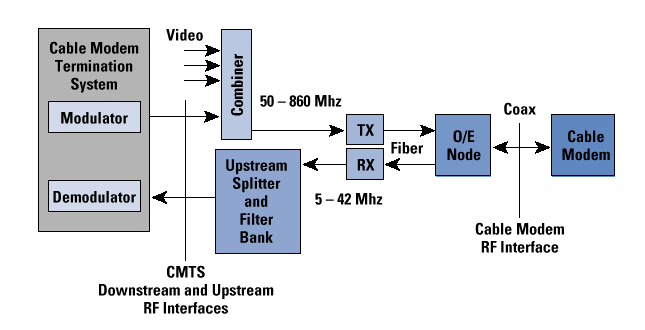 Cable Modem
Termination
System
Modulator
Demodulator
Video
Combiner
50 – 860 Mhz
TX
RX
Fiber
5 – 42 Mhz
Upstream
Splitter
and
Filter
Bank
O/E
Node
Coax
Cable
Modem
Cable Modem
RF Interface
CMTS
Downstream and Upstream
RF Interfaces